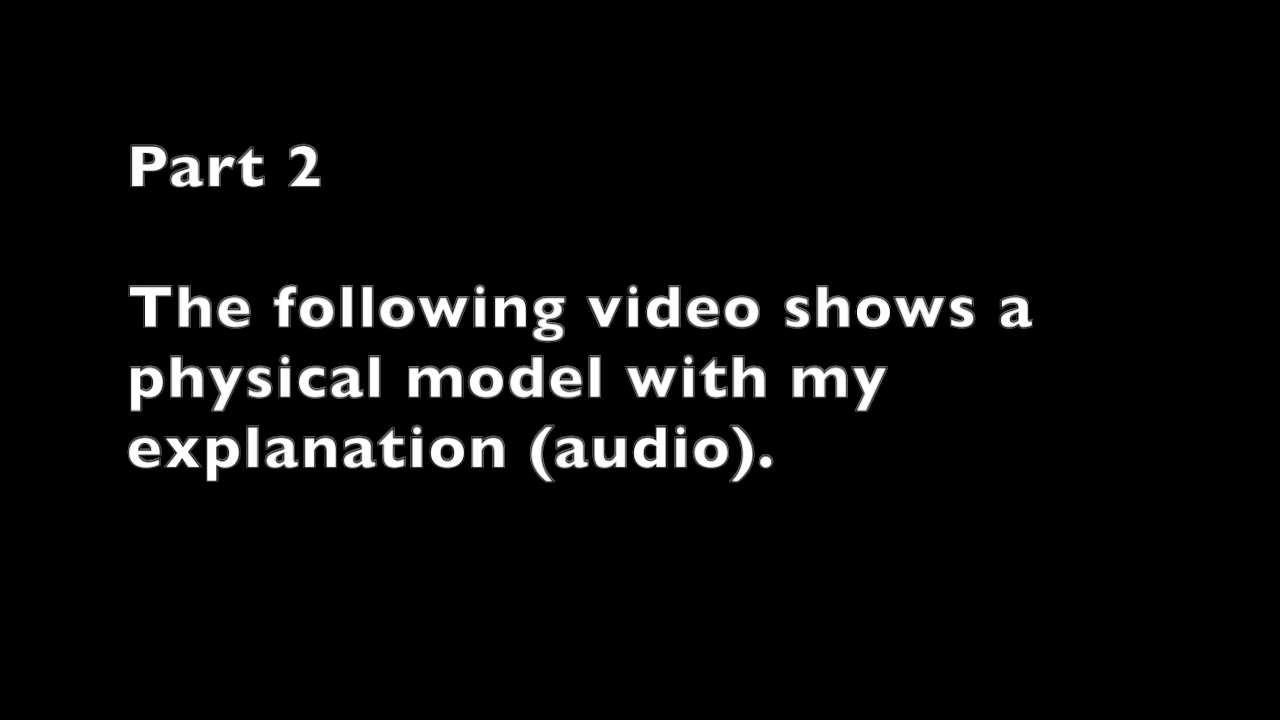 Part 2
The following video shows a
physical model with my
explanation (audio).